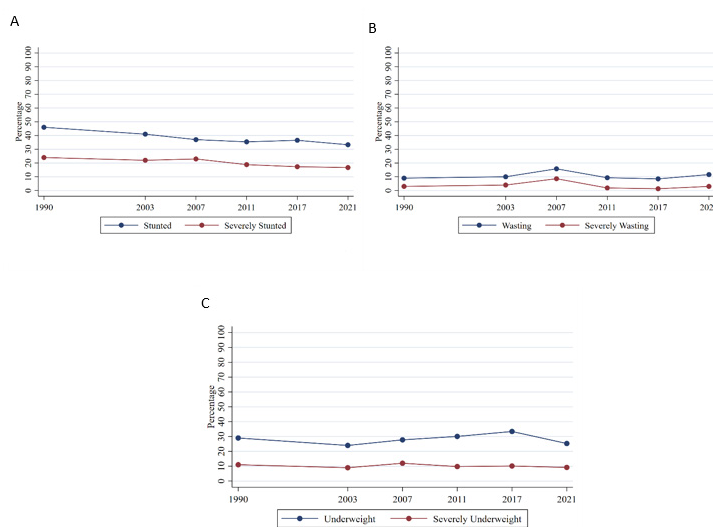 A
Percentage
0 10 20 30 40 50 60 70 80 90 100
1990 2003 2007 2011 2017 2021
Stunted Severely Stunted
B
Percentage
0 10 20 30 40 50 60 70 80 90 100
1990 2003 2007 2011 2017 202
Wasting Severely Wasting
C
Percentage
0 10 20 30 40 50 60 70 80 90 100
1990 2003 2007 2011 2017 2021
Underweight Severely Underweight